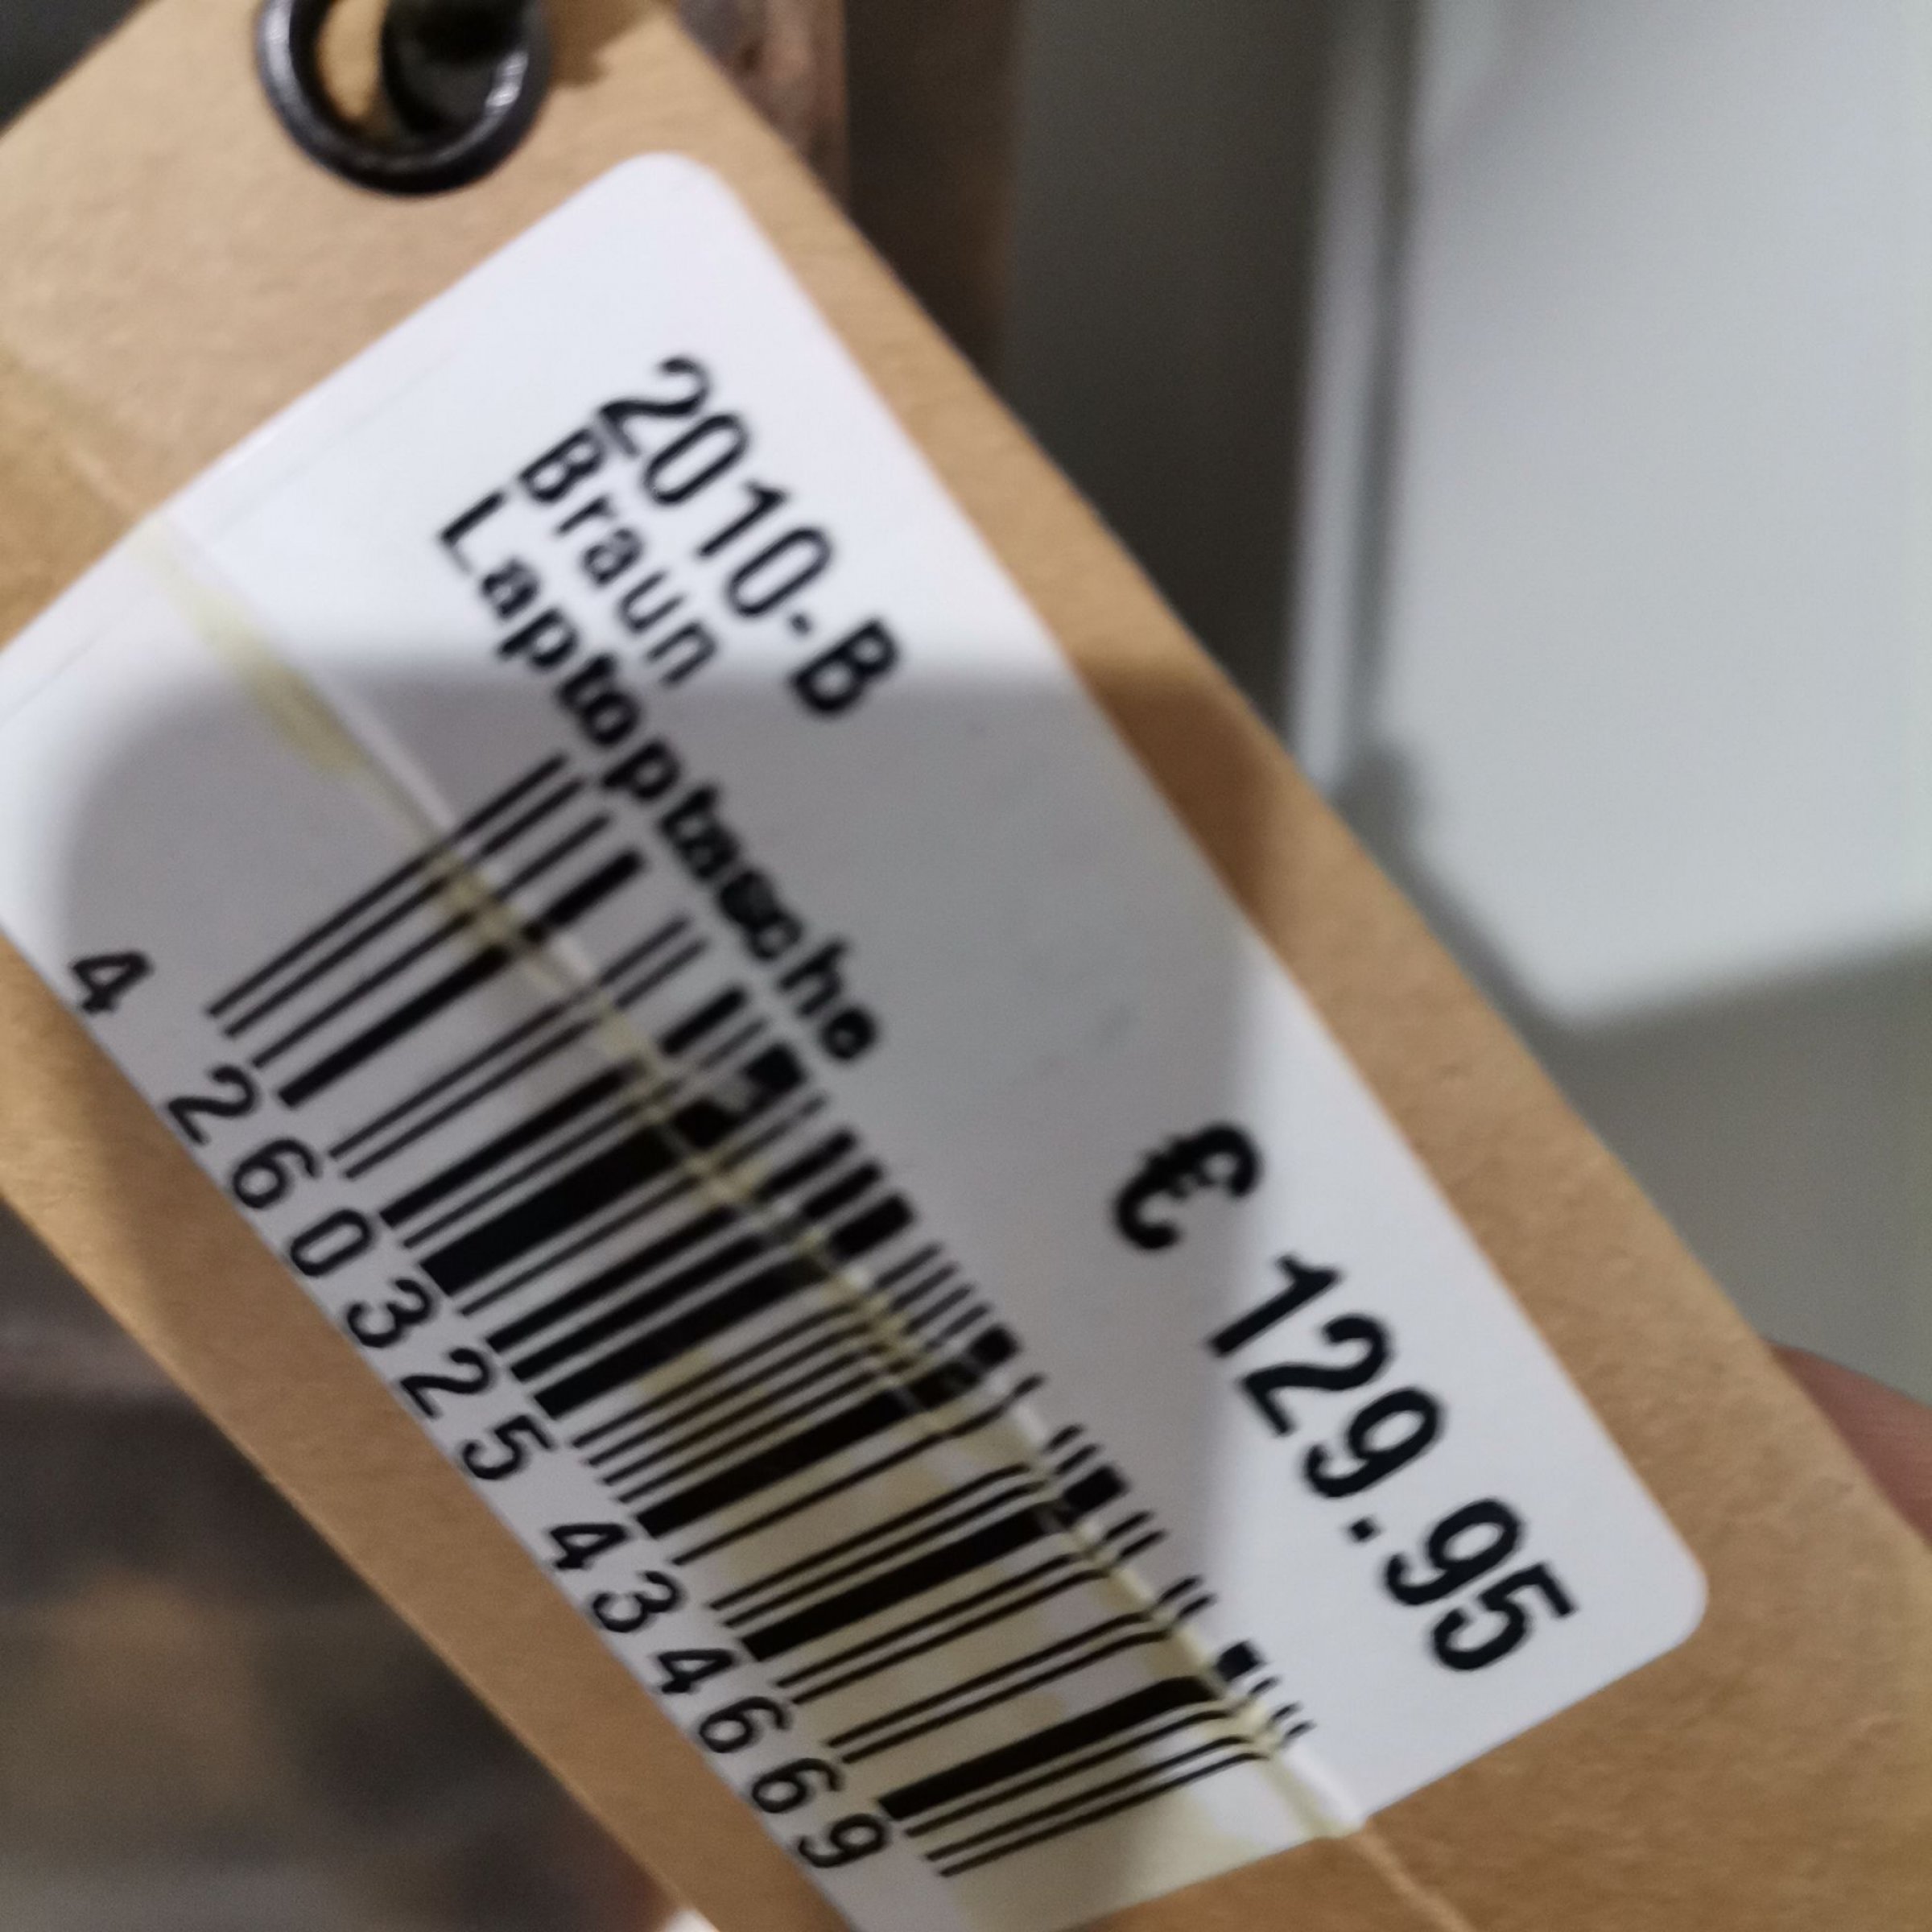 2010-B
Braun
Laptoptasche
€ 129.95
4 260325 434669